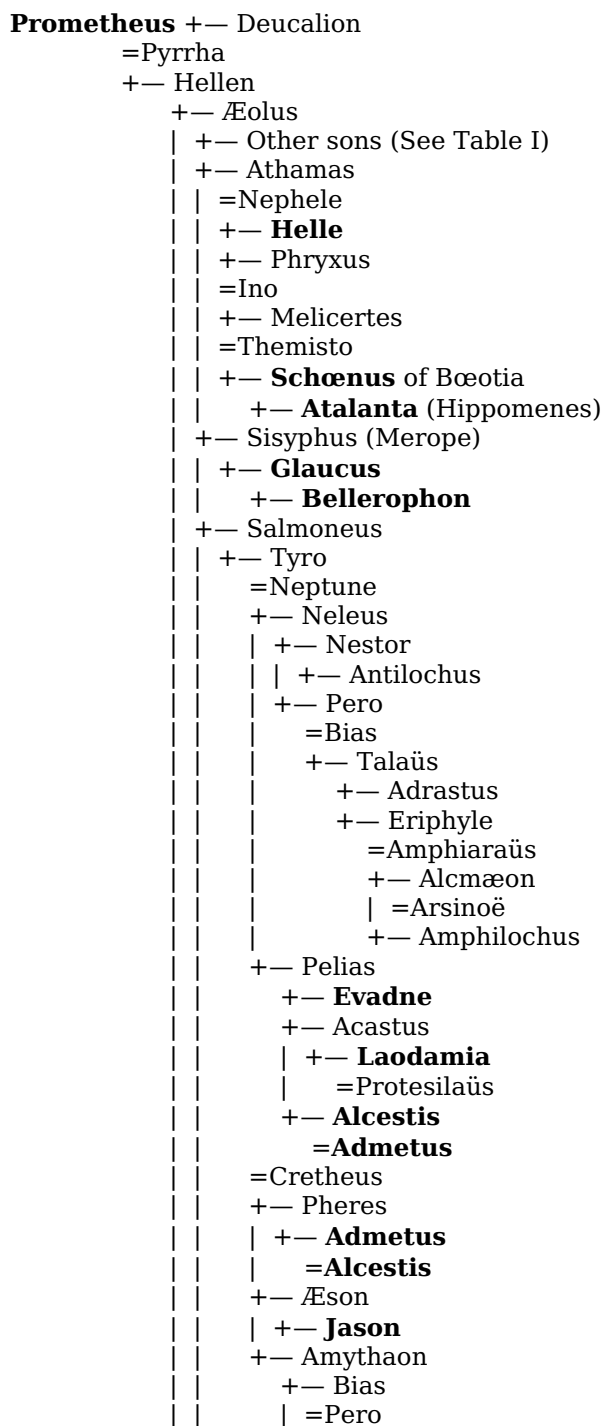 Prometheus +— Deucalion
=Pyrrha
+— Hellen
+— Æolus
| +— Other sons (See Table I)
| +— Athamas
| | =Nephele
| | +— Helle
| | +— Phryxus
| | =Ino
| | +— Melicertes
| | =Themisto
| | +— Schœnus of Bœotia
| | +— Atalanta (Hippomenes)
| +— Sisyphus (Merope)
| | +— Glaucus
| | +— Bellerophon
| +— Salmoneus
| | +— Tyro
| | =Neptune
| | +— Neleus
| | | +— Nestor
| | | | +— Antilochus
| | | +— Pero
| | | =Bias
| | | +— Talaüs
| | | +— Adrastus
| | | +— Eriphyle
| | | =Amphiaraüs
| | | +— Alcmæon
| | | | =Arsinoë
| | | +— Amphilochus
| | +— Pelias
| | +— Evadne
| | +— Acastus
| | | +— Laodamia
| | | =Protesilaüs
| | +— Alcestis
| | =Admetus
| | =Cretheus
| | +— Pheres
| | | +— Admetus
| | | =Alcestis
| | +— Æson
| | | +— Jason
| | +— Amythaon
| | +— Bias
| | | =Pero